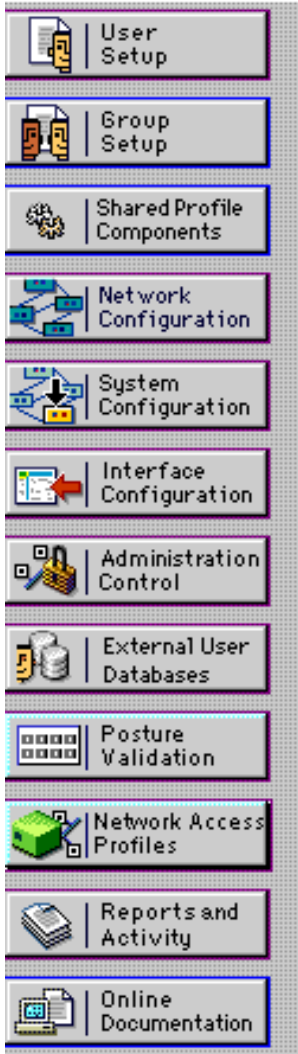 User
Setup
Group
Setup
Shared Profile
Components
Network
Configuration
System
Configuration
Interface
Configuration
Administration
Control
External User
Databases
Posture
Validation
Network Access
Profiles
Reports and
Activity
Online
Documentation